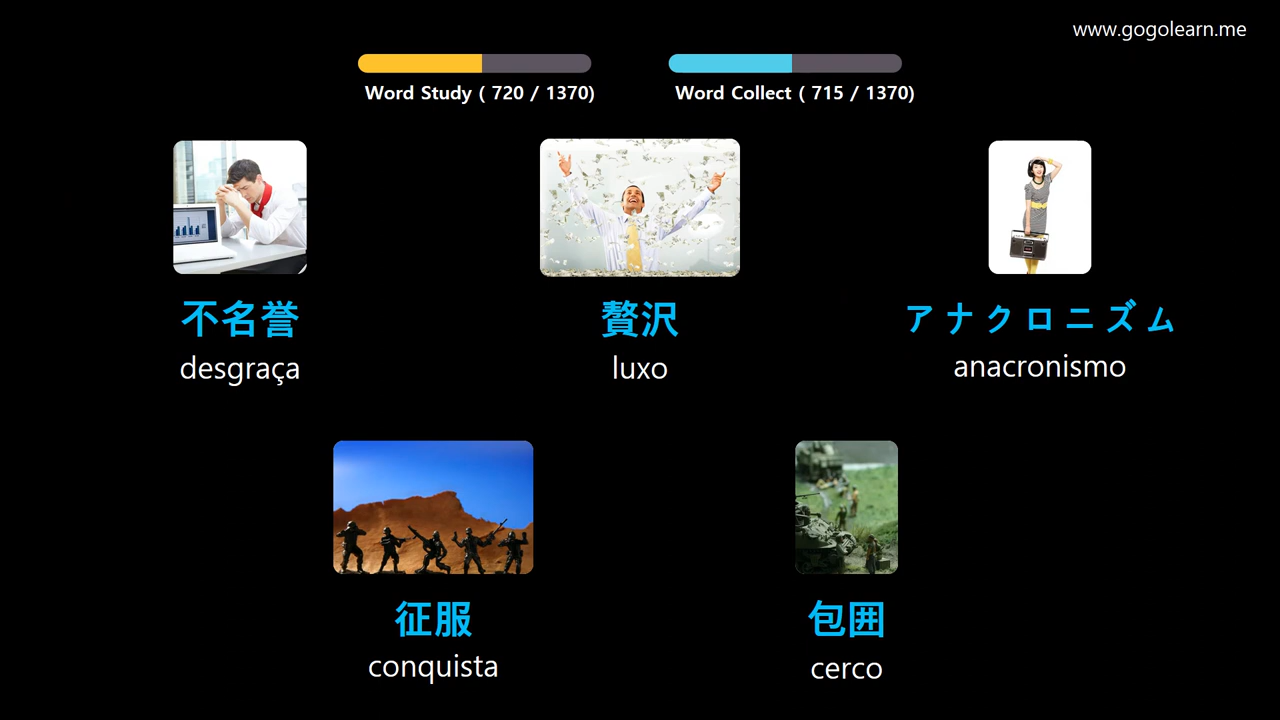 www.gogolearn.me
Word Study ( 720 / 1370)
Word Collect ( 715 / 1370)
不名誉
desgraça
贅沢
luxo
アナクロニズム
anacronismo
征服
conquista
包囲
cerco